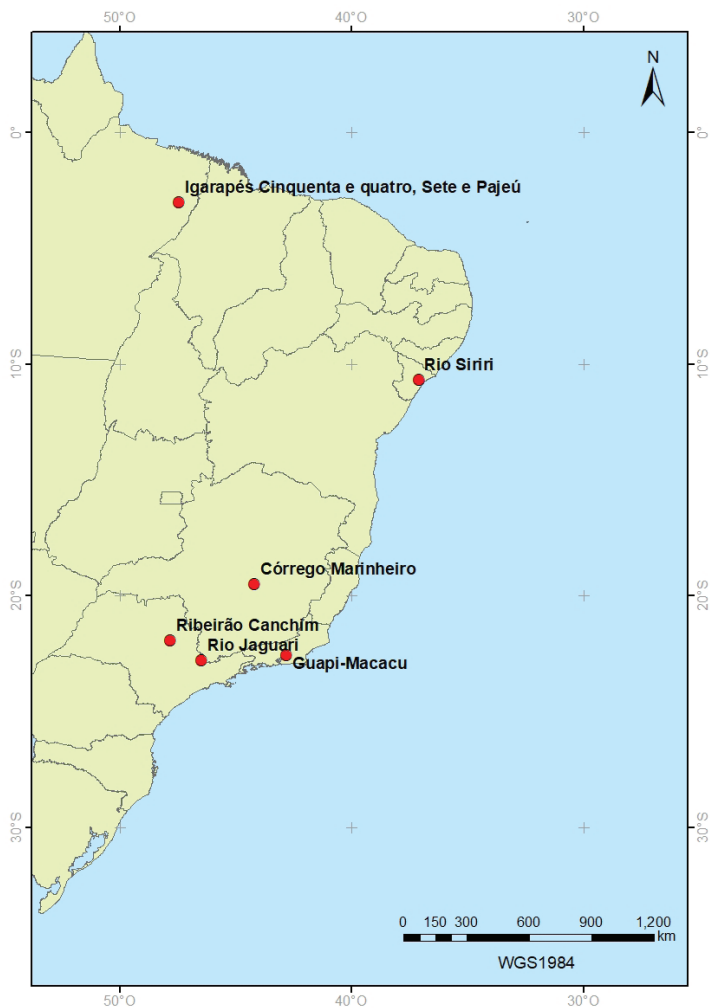 50°O 40°O 30°O
N
0° 0°
Igarapés Cinquenta e quatro, Sete e Pajeú
Rio Siriri
10°S 10°S
Córrego Marinheiro
20°S 20°S
Ribeirão Canchim
Rio Jaguari
Guapi-Macacu
30°S 30°S
0 150 300 600 900 1,200
km
WGS1984
50°O 40°O 30°O